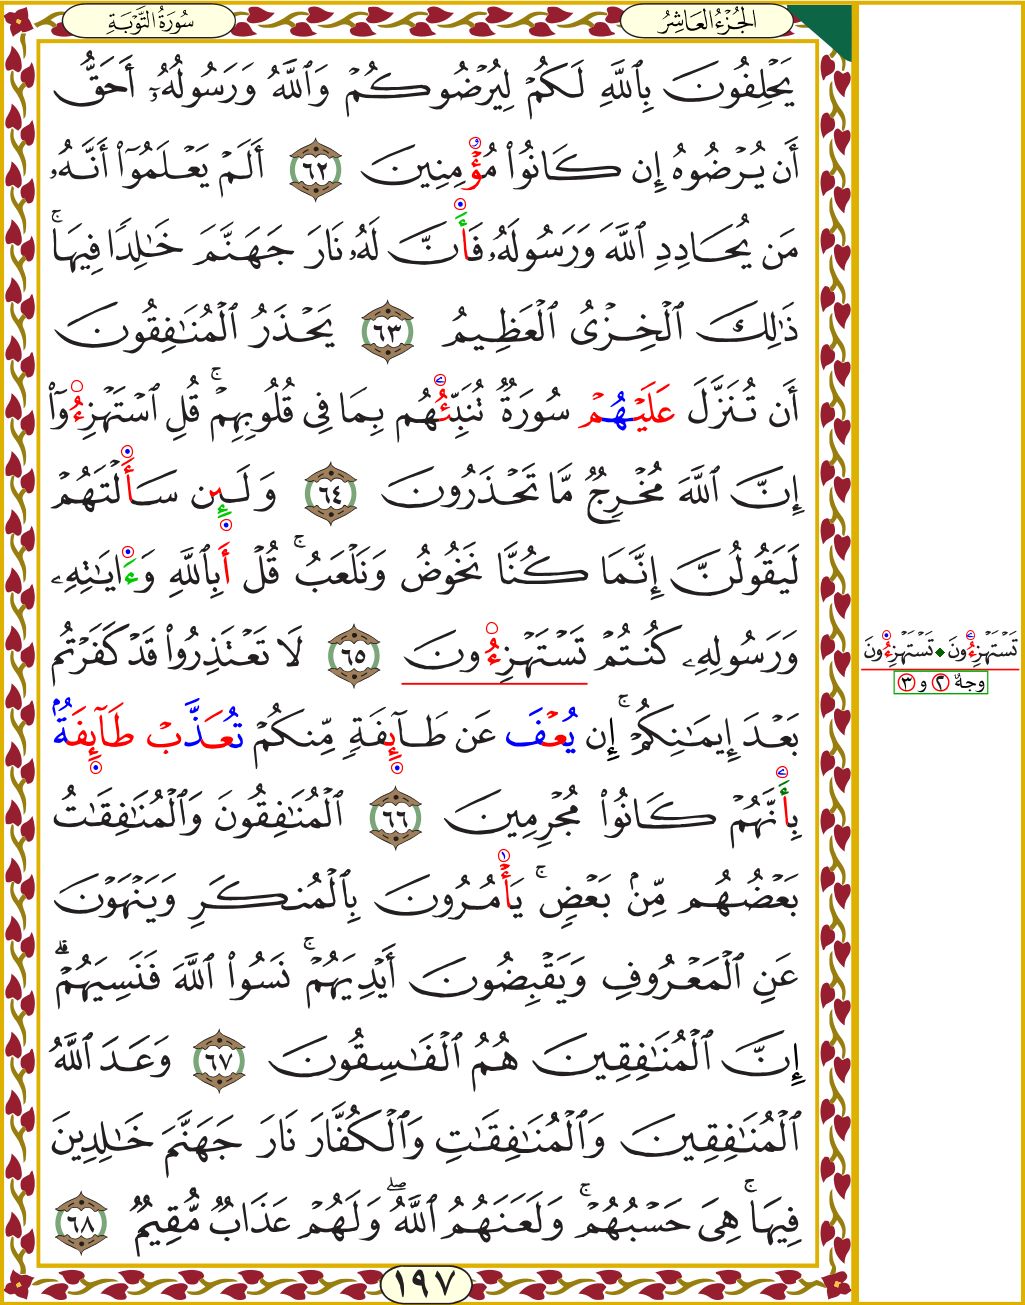 الجُزْءُ العَاشِرُ
سُورَةُ التَّوْبَةِ
يَحْلِفُونَ بِٱللَّهِ لَكُمْ لِيُرْضُوكُمْ وَٱللَّهُ وَرَسُولُهُۥٓ أَحَقُّ
أَن يُرْضُوهُ إِن كَانُوا۟ مُؤْمِنِينَ ٦٢ أَلَمْ يَعْلَمُوٓا۟ أَنَّهُۥ
مَن يُحَادِدِ ٱللَّهَ وَرَسُولَهُۥ فَأَنَّ لَهُۥ نَارَ جَهَنَّمَ خَٰلِدًا فِيهَا ۚ
ذَٰلِكَ ٱلْخِزْىُ ٱلْعَظِيمُ ٦٣ يَحْذَرُ ٱلْمُنَٰفِقُونَ
أَن تُنَزَّلَ عَلَيْهُمْ سُورَةٌ تُنَبِّئُهُم بِمَا فِى قُلُوبِهِمْ ۚ قُلِ ٱسْتَهْزِءُوٓا۟
إِنَّ ٱللَّهَ مُخْرِجٌ مَّا تَحْذَرُونَ ٦٤ وَلَئِن سَأَلْتَهُمْ
لَيَقُولُنَّ إِنَّمَا كُنَّا نَخُوضُ وَنَلْعَبُ ۚ قُلْ أَبِٱللَّهِ وَءَايَٰتِهِۦ
وَرَسُولِهِۦ كُنتُمْ تَسْتَهْزِءُونَ ٦٥ لَا تَعْتَذِرُوا۟ قَدْ كَفَرْتُم
بَعْدَ إِيمَٰنِكُمْ ۚ إِن يُعْفَ عَن طَآئِفَةٍ مِّنكُمْ تُعَذَّبْ طَآئِفَةٌۢ
بِأَنَّهُمْ كَانُوا۟ مُجْرِمِينَ ٦٦ ٱلْمُنَٰفِقُونَ وَٱلْمُنَٰفِقَٰتُ
بَعْضُهُم مِّنۢ بَعْضٍ ۚ يَأْمُرُونَ بِٱلْمُنكَرِ وَيَنْهَوْنَ
عَنِ ٱلْمَعْرُوفِ وَيَقْبِضُونَ أَيْدِيَهُمْ ۚ نَسُوا۟ ٱللَّهَ فَنَسِيَهُمْ ۗ
إِنَّ ٱلْمُنَٰفِقِينَ هُمُ ٱلْفَٰسِقُونَ ٦٧ وَعَدَ ٱللَّهُ
ٱلْمُنَٰفِقِينَ وَٱلْمُنَٰفِقَٰتِ وَٱلْكُفَّارَ نَارَ جَهَنَّمَ خَٰلِدِينَ
فِيهَا ۚ هِىَ حَسْبُهُمْ ۚ وَلَعَنَهُمُ ٱللَّهُ ۖ وَلَهُمْ عَذَابٌ مُّقِيمٌ ٦٨
١٩٧
تَسْتَهْزِءُونَ ♦ تَسْتَهْزِءُونَ
وجهٌ ٢ و ٣